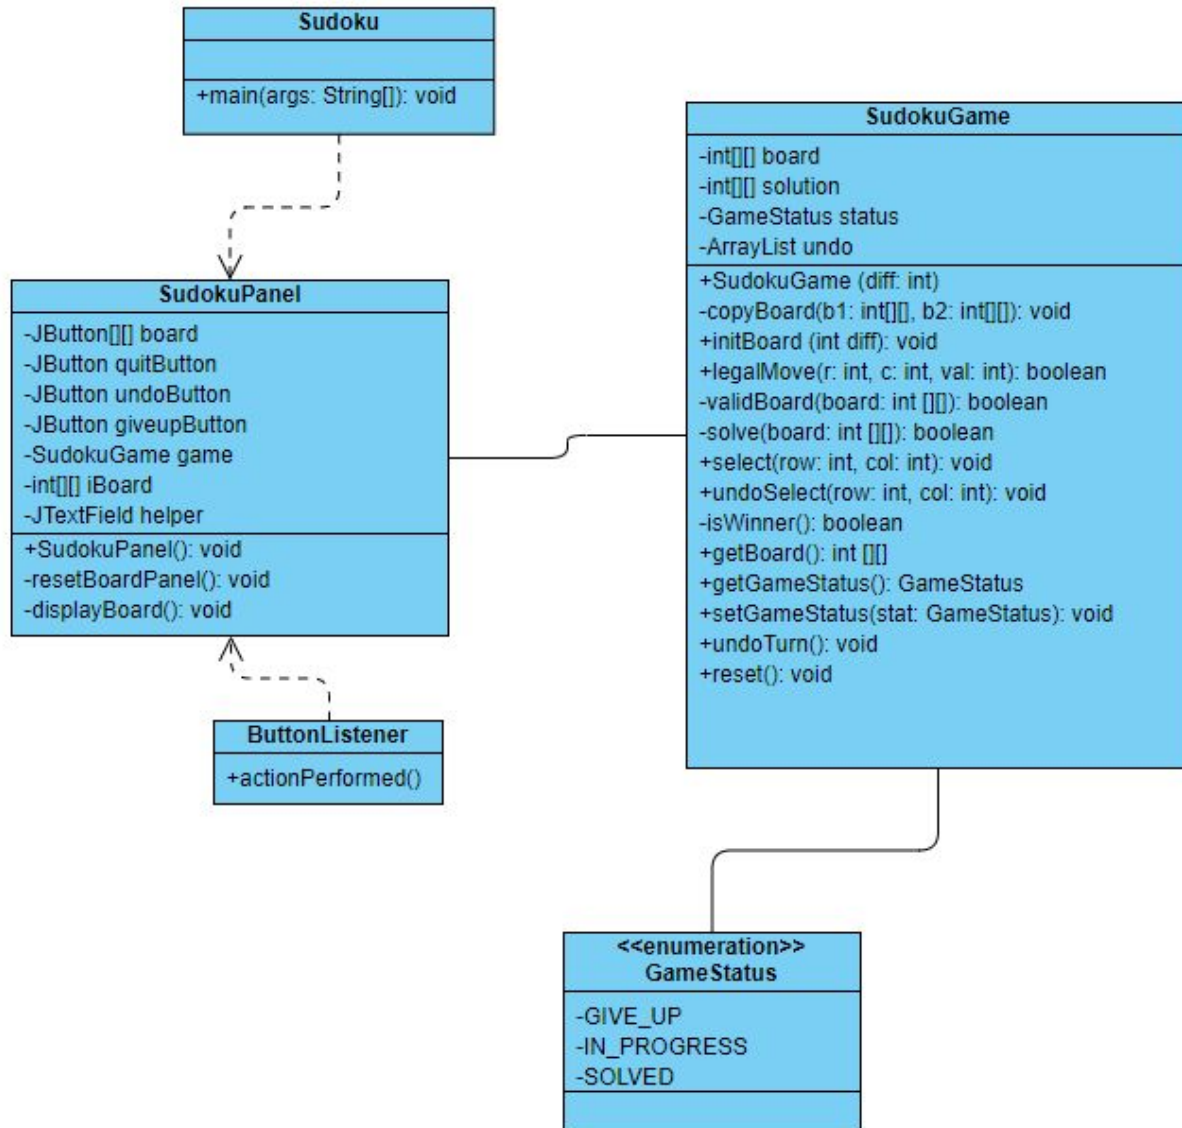 Sudoku
+main(args: String[]): void
SudokuGame
-int[][] board
-int[][] solution
-GameStatus status
-ArrayList undo
+SudokuGame (diff: int)
-copyBoard(b1: int[][], b2: int[][]): void
+initBoard (int diff): void
+legalMove(r: int, c: int, val: int): boolean
-validBoard(board: int [][]): boolean
-solve(board: int [][]): boolean
+select(row: int, col: int): void
+undoSelect(row: int, col: int): void
-isWinner(): boolean
+getBoard(): int [][]
+getGameStatus(): GameStatus
+setGameStatus(stat: GameStatus): void
+undoTurn(): void
+reset(): void
SudokuPanel
-JButton[][] board
-JButton quitButton
-JButton undoButton
-JButton giveupButton
-SudokuGame game
-int[][] iBoard
-JTextField helper
+SudokuPanel(): void
-resetBoardPanel(): void
-displayBoard(): void
ButtonListener
+actionPerformed()
<<enumeration>>
GameStatus
-GIVE_UP
-IN_PROGRESS
-SOLVED